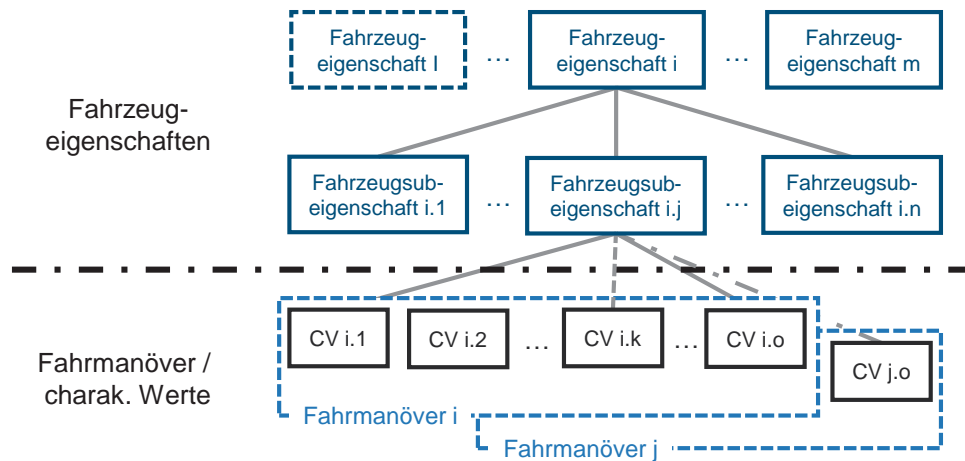 Fahrzeug-
eigenschaft I
…
Fahrzeug-
eigenschaft i
…
Fahrzeug-
eigenschaft m
Fahrzeug-
eigenschaften
Fahrzeugsub-
eigenschaft i.1
…
Fahrzeugsub-
eigenschaft i.j
…
Fahrzeugsub-
eigenschaft i.n
Fahrmanöver /
charak. Werte
CV i.1
CV i.2
…
CV i.k
…
CV i.o
CV j.o
Fahrmanöver i
Fahrmanöver j